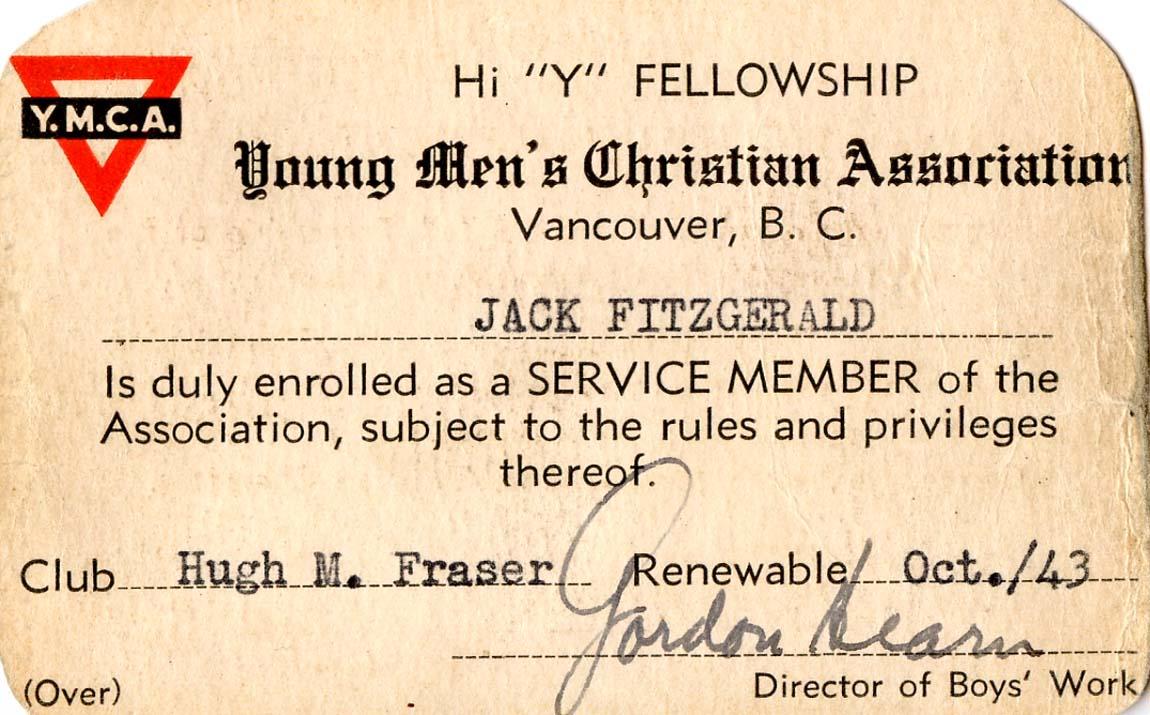 Hi "Y" FELLOWSHIP
Y.M.C.A.
Young Men's Christian Association
Vancouver, B. C.
JACK FITZGERALD
Is duly enrolled as a SERVICE MEMBER of the
Association, subject to the rules and privileges
thereof.
Club Hugh M. Fraser Renewable Oct./43
Gordon Hearn
(Over) Director of Boys' Work